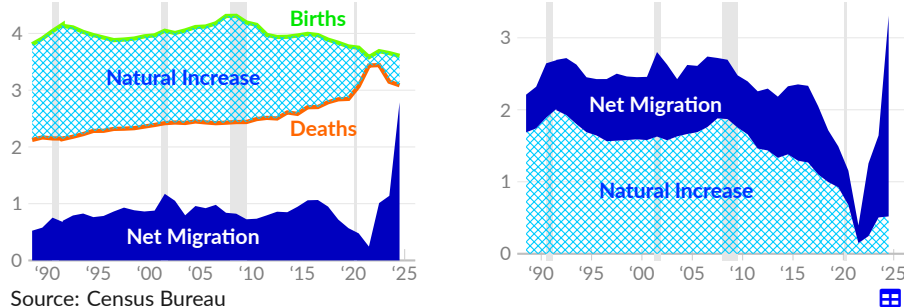 4
3
2
1
0
Births
Natural Increase
Deaths
Net Migration
‘90 ‘95 ‘00 ‘05 ‘10 ‘15 ‘20 ‘25
3
2
1
0
Net Migration
Natural Increase
‘90 ‘95 ‘00 ‘05 ‘10 ‘15 ‘20 ‘25
Source: Census Bureau